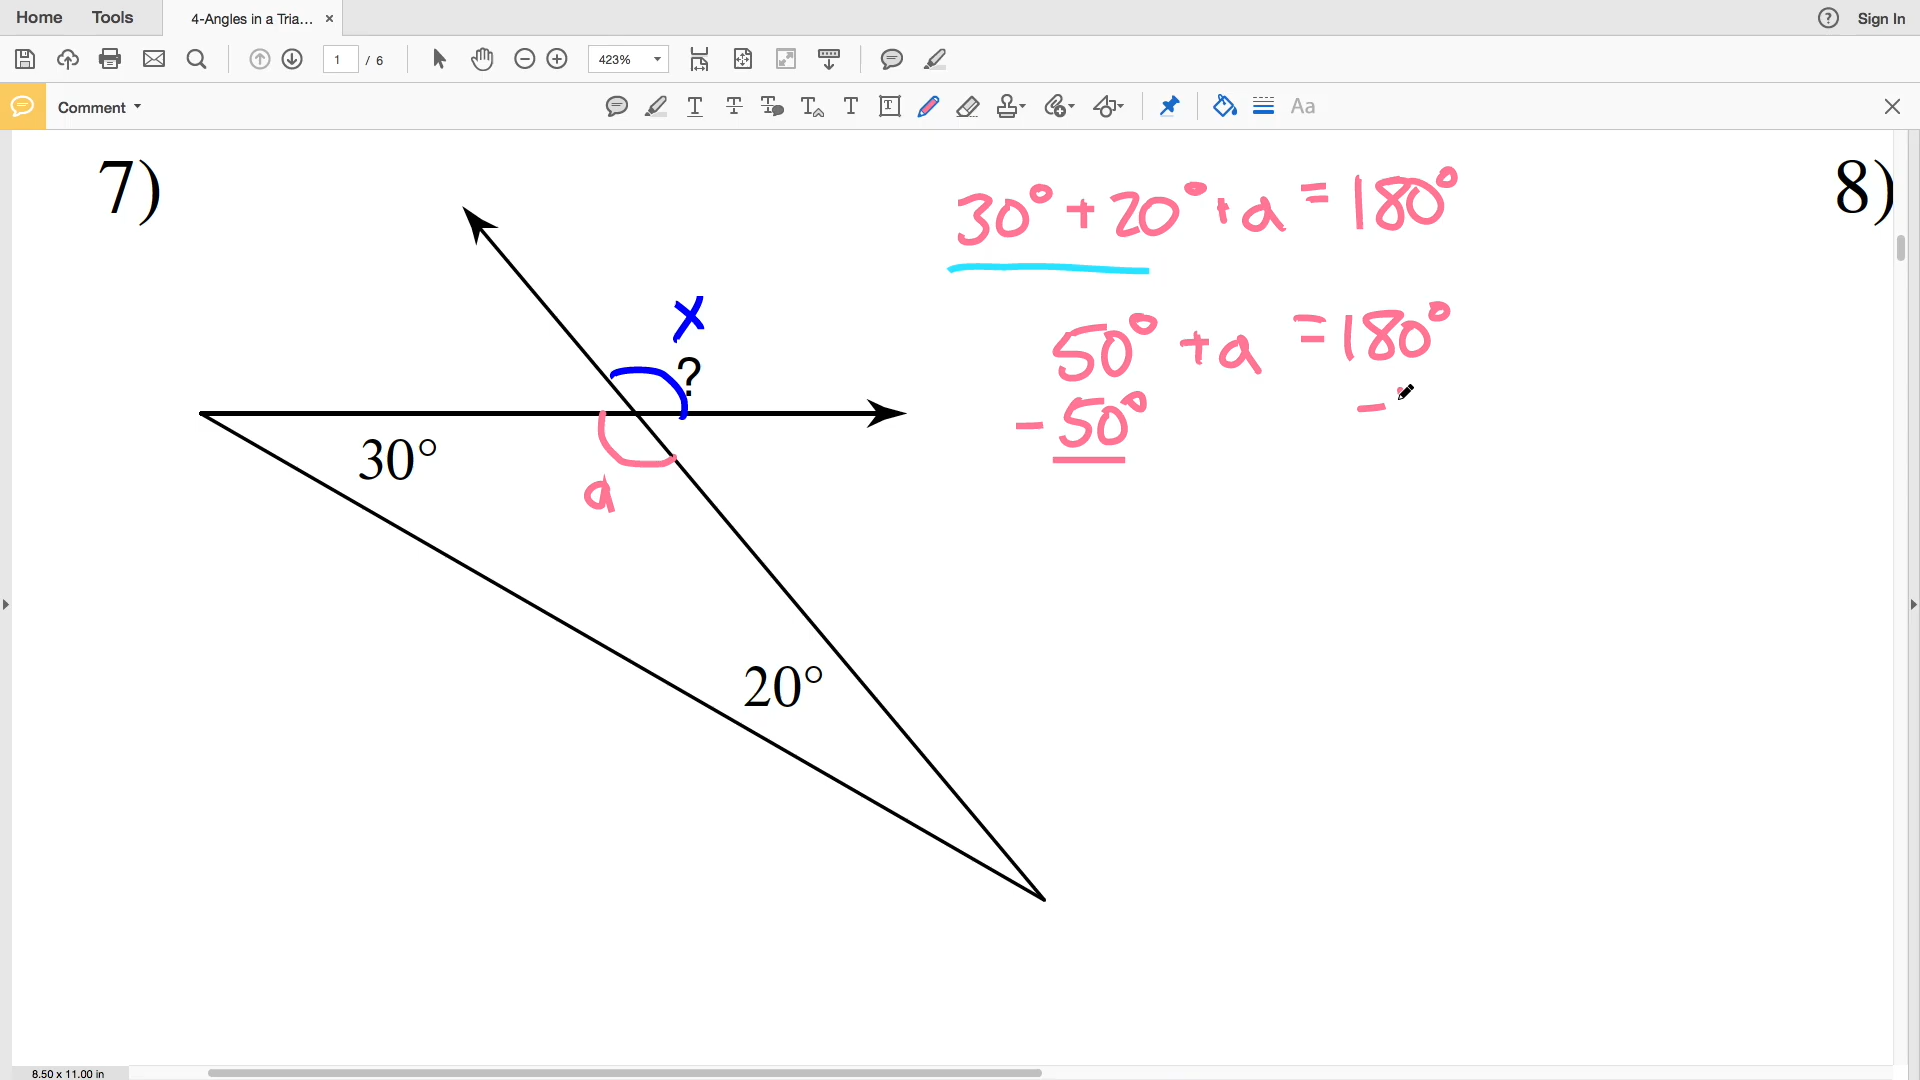 Home Tools 4-Angles in a Tria... × ? Sign In
1 / 6 423%
Comment Aa
7)
8)
30° + 20° + a = 180°
x
?
50° + a = 180°
- 50° -
30°
a
20°
8.50 x 11.00 in